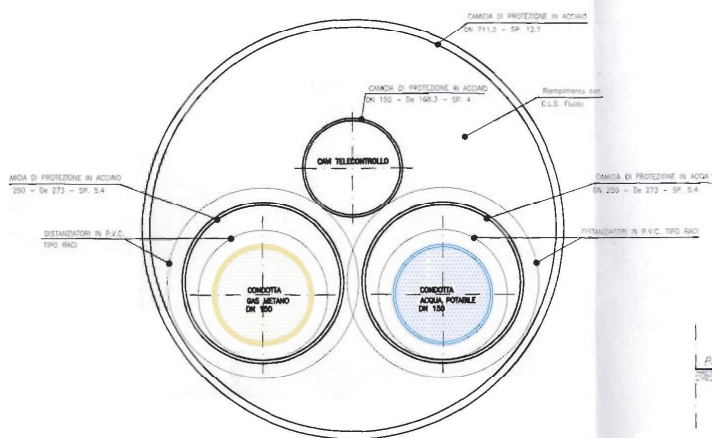 CAMICIA DI PROTEZIONE IN ACCIAIO
DN 711.2 - SP. 12.7
CAMICIA DI PROTEZIONE IN ACCIAIO
DN 150 - De 168.3 - SP. 4
Riempimento con
C.L.S. Fluido
CAVI TELECONTROLLO
AMICIA DI PROTEZIONE IN ACCIAIO
250 - De 273 - SP. 5.4
CAMICIA DI PROTEZIONE IN ACCIA
DN 250 - De 273 - SP. 5.4
DISTANZIATORI IN P.V.C.
TIPO RACI
DISTANZIATORI IN P.V.C. TIPO RACI
CONDOTTA
GAS METANO
DN 150
CONDOTTA
ACQUA POTABILE
DN 150